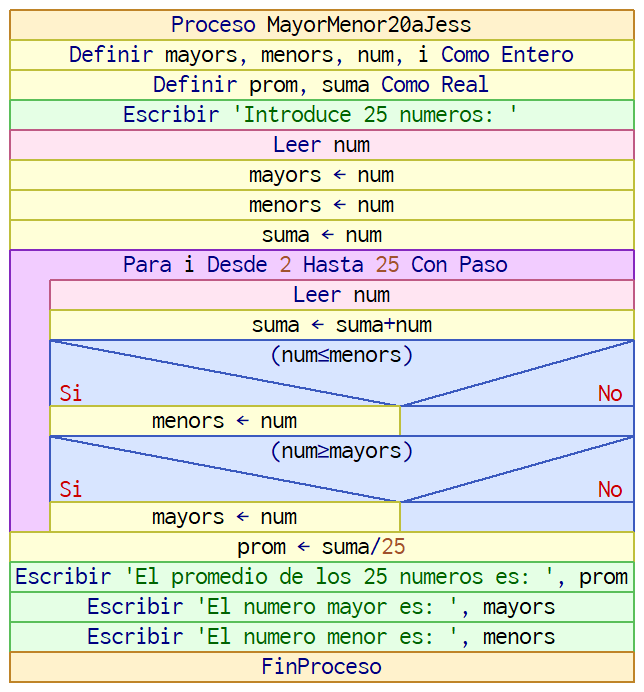 Proceso MayorMenor20aJess
Definir mayors, menors, num, i Como Entero
Definir prom, suma Como Real
Escribir 'Introduce 25 numeros: '
Leer num
mayors ← num
menors ← num
suma ← num
Para i Desde 2 Hasta 25 Con Paso
Leer num
suma ← suma+num
(num≤menors)
Si No
menors ← num
(num≥mayors)
Si No
mayors ← num
prom ← suma/25
Escribir 'El promedio de los 25 numeros es: ', prom
Escribir 'El numero mayor es: ', mayors
Escribir 'El numero menor es: ', menors
FinProceso